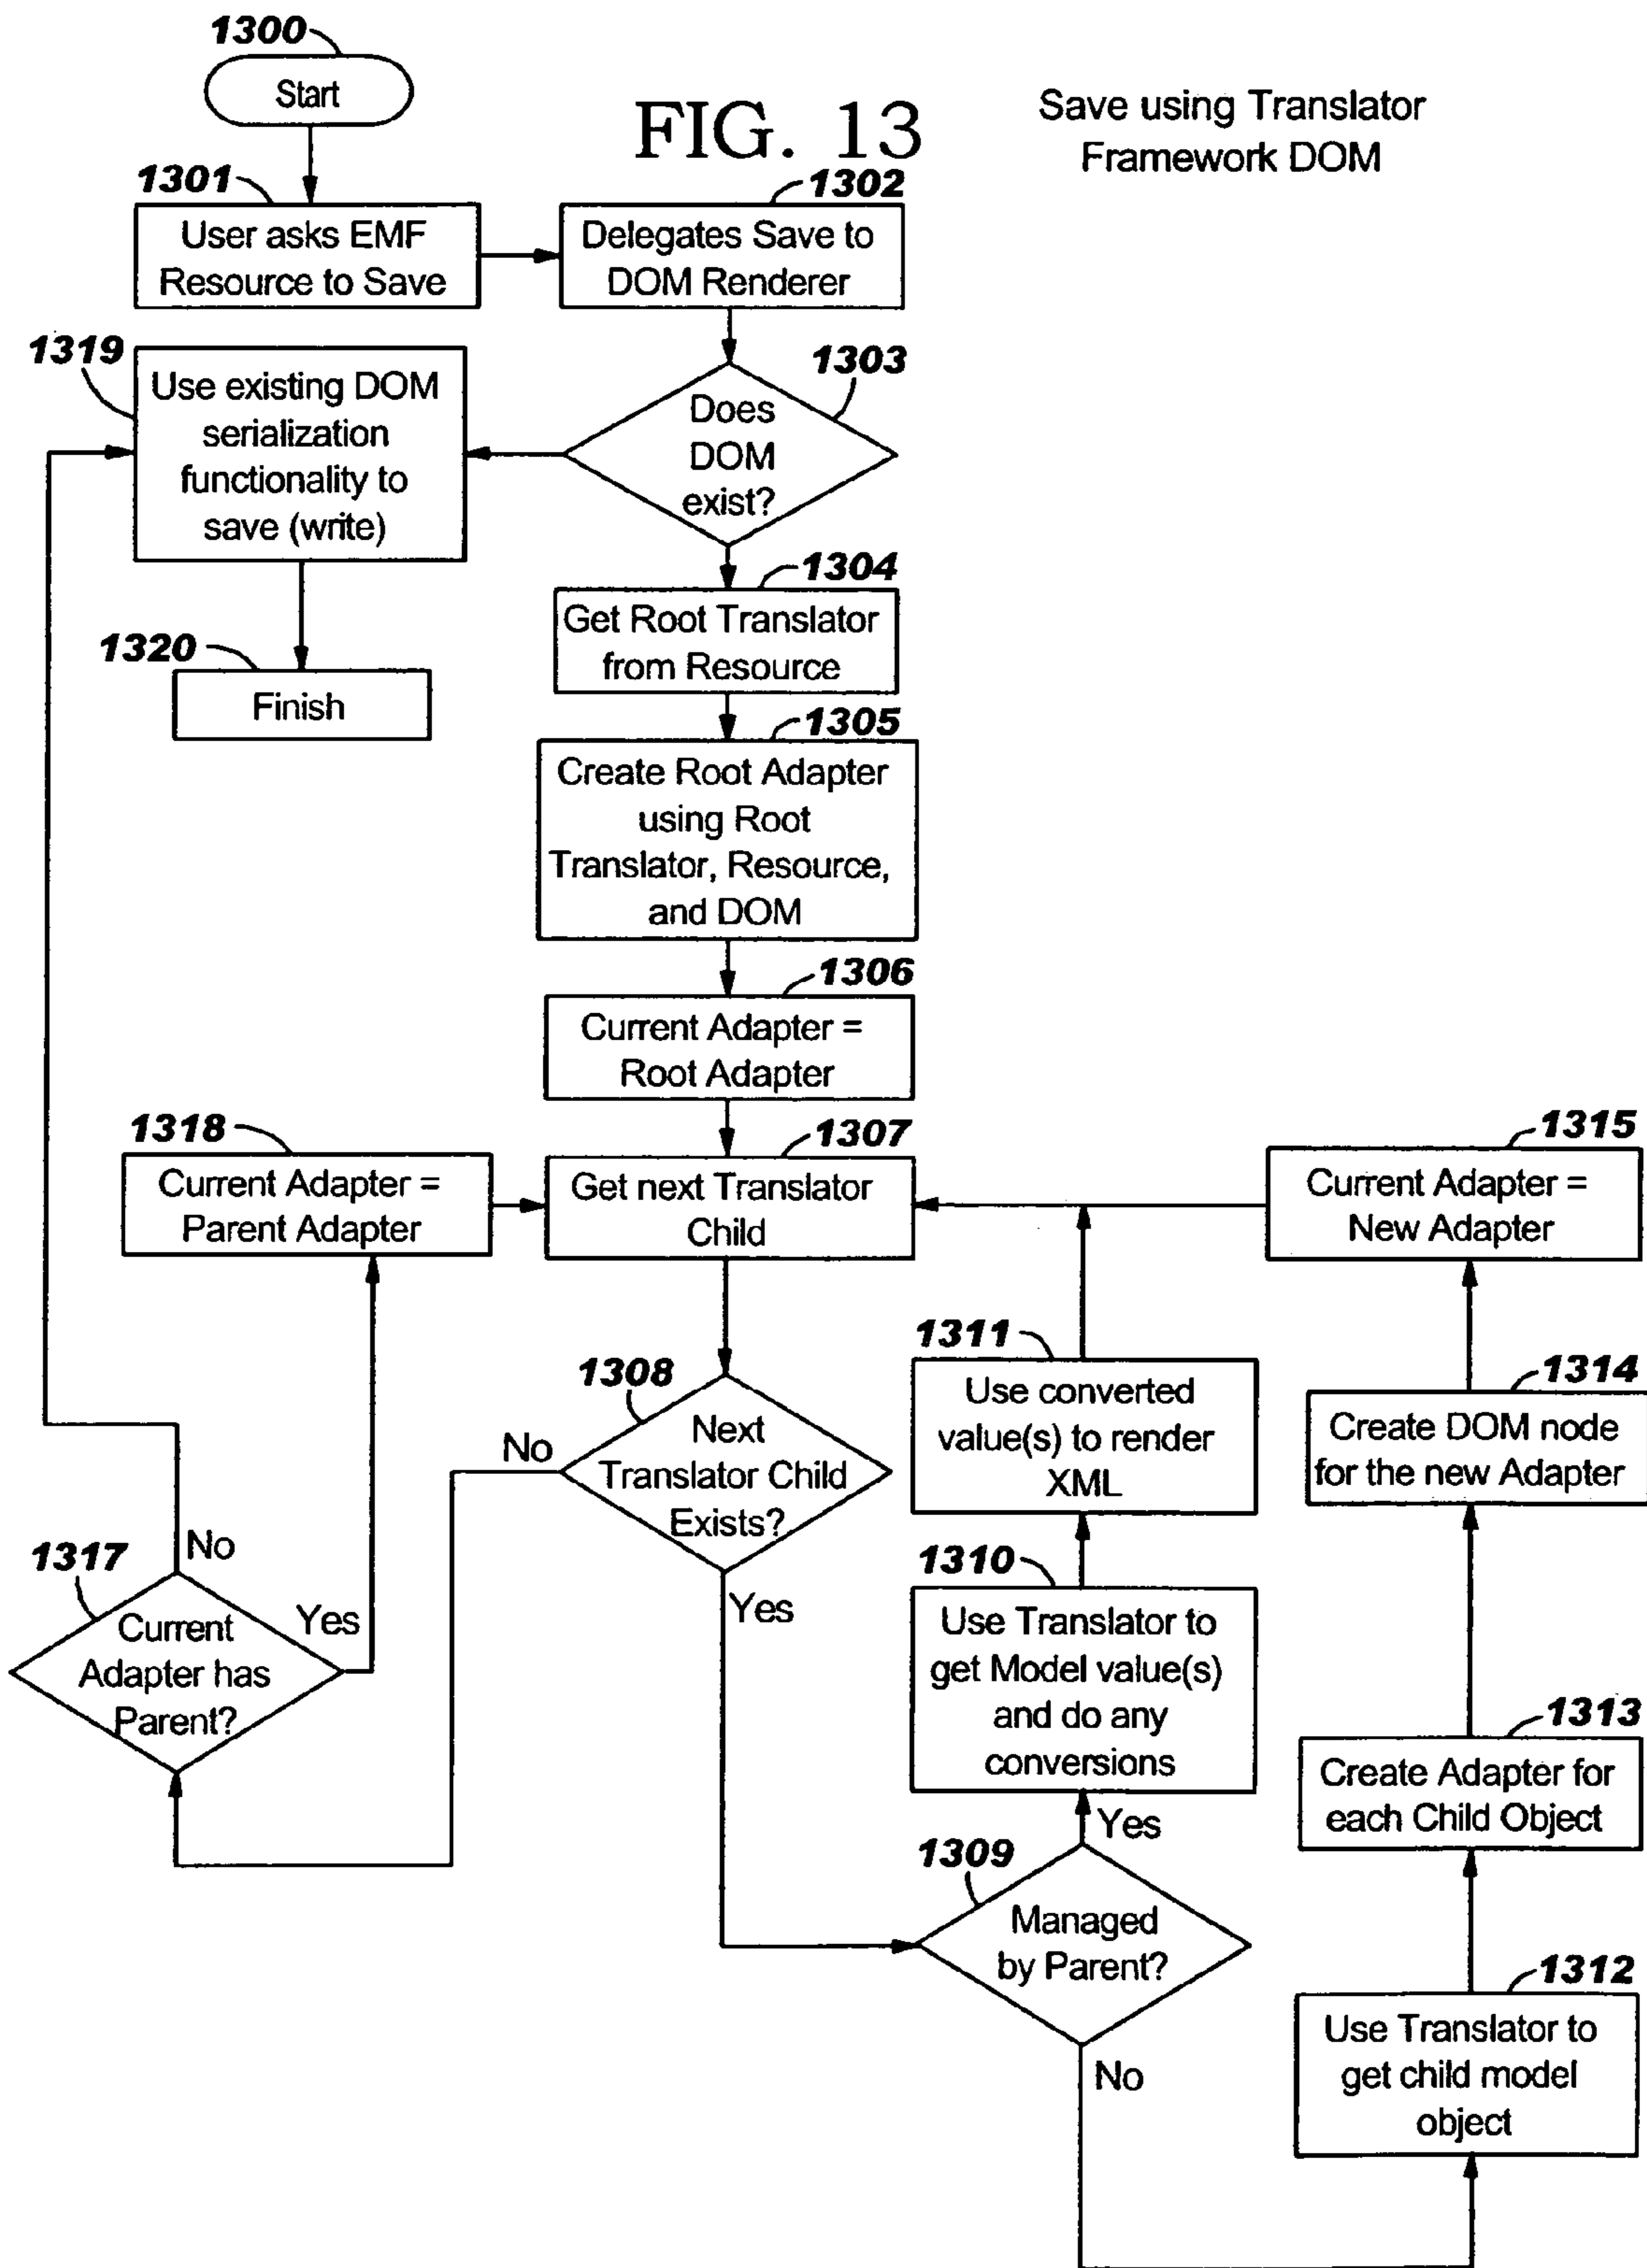 1300
Start
FIG. 13
Save using Translator
Framework DOM
1301
User asks EMF
Resource to Save
1302
Delegates Save to
DOM Renderer
1303
Does
DOM
exist?
1319
Use existing DOM
serialization
functionality to
save (write)
1320
Finish
1304
Get Root Translator
from Resource
1305
Create Root Adapter
using Root
Translator, Resource,
and DOM
1306
Current Adapter =
Root Adapter
1318
Current Adapter =
Parent Adapter
1307
Get next Translator
Child
1315
Current Adapter =
New Adapter
1308
Next
Translator Child
Exists?
No
Yes
1311
Use converted
value(s) to render
XML
1314
Create DOM node
for the new Adapter
1317
Current
Adapter has
Parent?
No
Yes
1310
Use Translator to
get Model value(s)
and do any
conversions
1313
Create Adapter for
each Child Object
1309
Managed
by Parent?
Yes
No
1312
Use Translator to
get child model
object